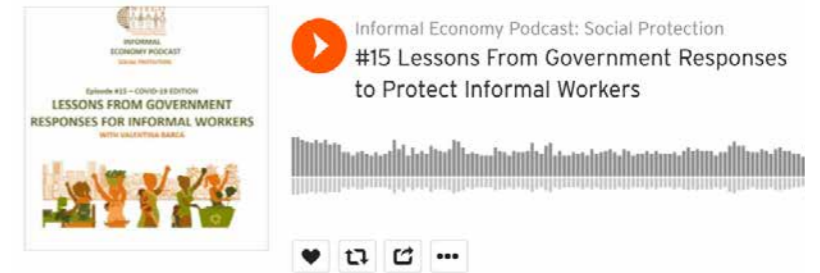 INFORMAL
ECONOMY PODCAST
SOCIAL PROTECTION
Episode #15 – COVID-19 EDITION
LESSONS FROM GOVERNMENT
RESPONSES FOR INFORMAL WORKERS
WITH VALENTINA BARCA
Informal Economy Podcast: Social Protection
#15 Lessons From Government Responses
to Protect Informal Workers